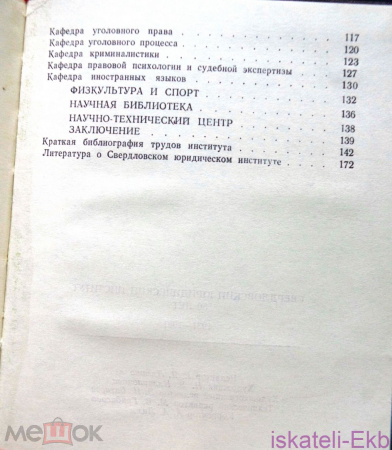 Кафедра уголовного права . . . . . . . . . 117
Кафедра уголовного процесса . . . . . . . . 120
Кафедра криминалистики . . . . . . . . . 123
Кафедра правовой психологии и судебной экспертизы . . . 127
Кафедра иностранных языков . . . . . . . . 130
ФИЗКУЛЬТУРА И СПОРТ . . . . . . . . 132
НАУЧНАЯ БИБЛИОТЕКА . . . . . . . . 136
НАУЧНО-ТЕХНИЧЕСКИЙ ЦЕНТР . . . . . . 138
ЗАКЛЮЧЕНИЕ . . . . . . . . . . 139
Краткая библиография трудов института . . . . . . 142
Литература о Свердловском юридическом институте . . . . 172
МЕШОК
iskateli-Ekb